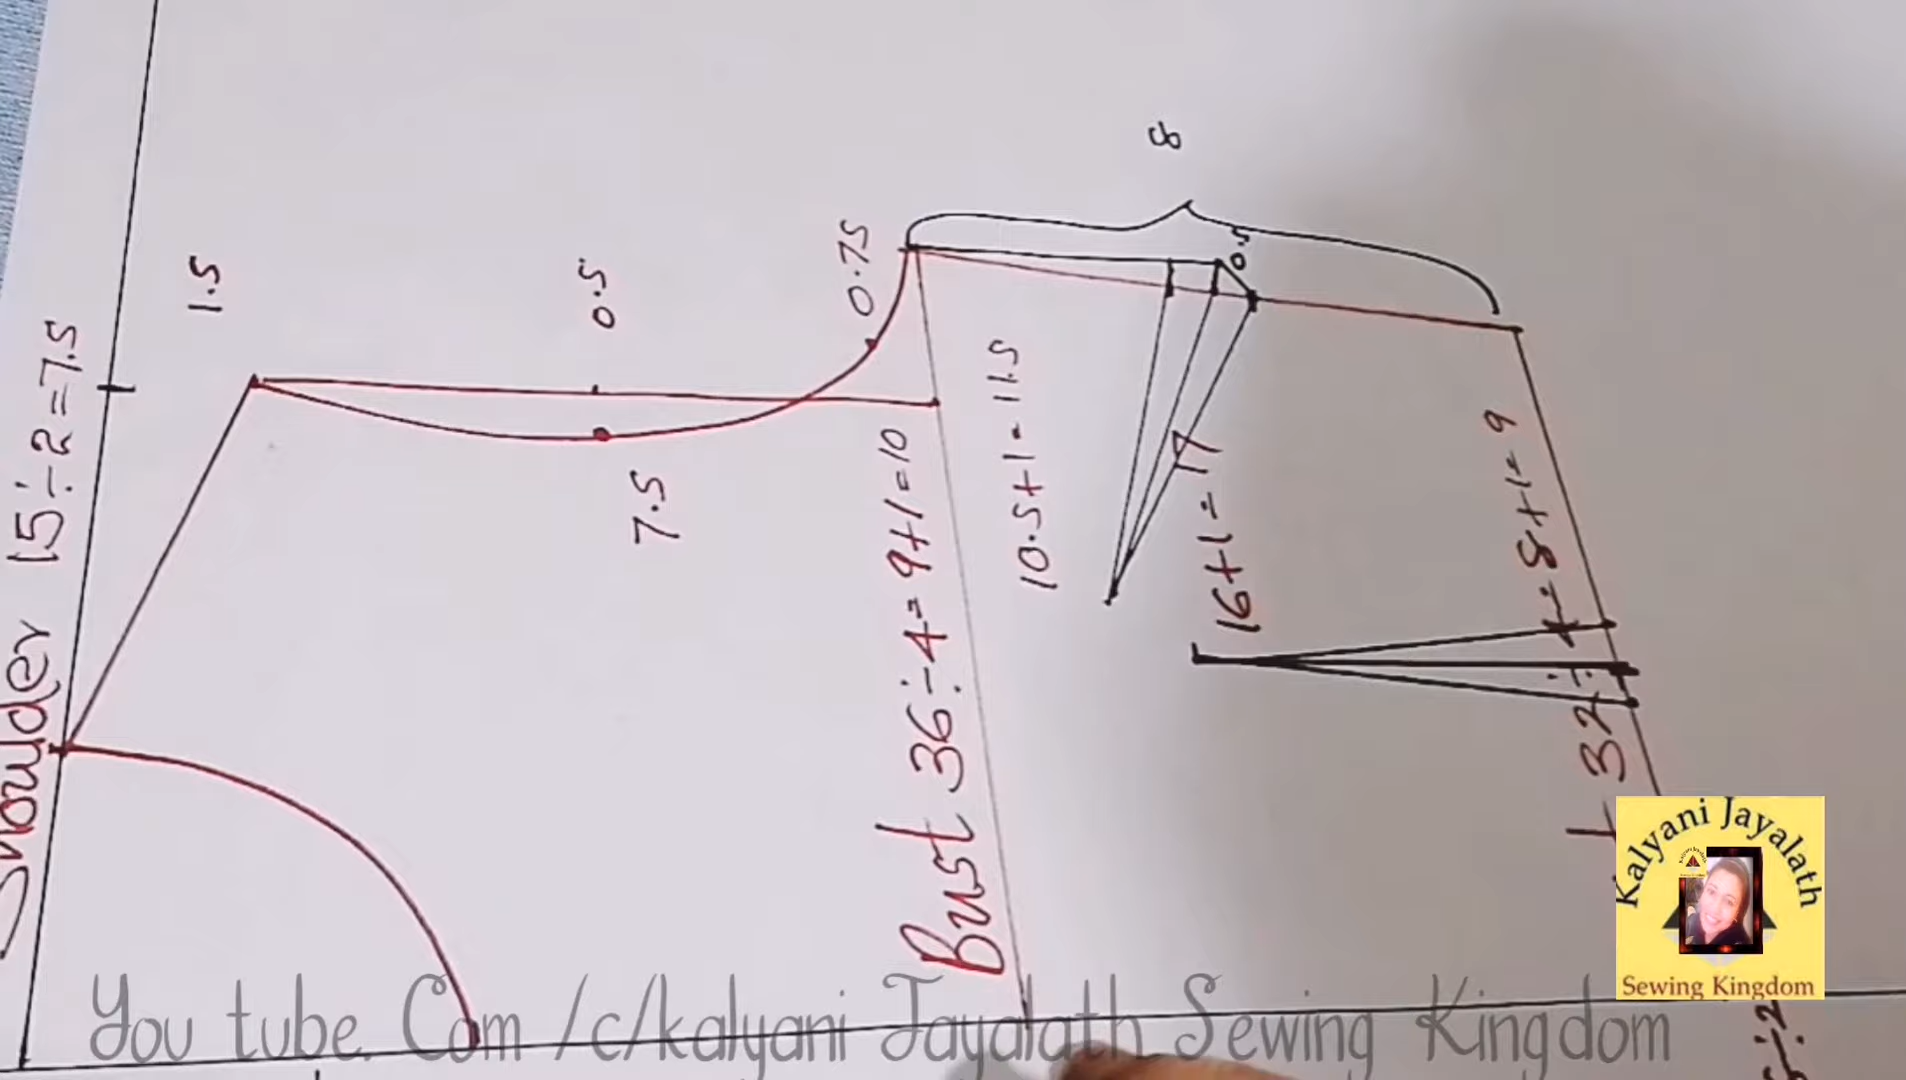 Shoulder 15÷2=7.5
1.5
0.5
7.5
0.75
Bust 36÷4=9+1=10
10.5+1=11.5
8
0.5
16+1=17
32÷4=8+1=9
÷2
Kalyani Jayalath
Sewing Kingdom
You tube. Com /c/kalyani Jayalath Sewing Kingdom